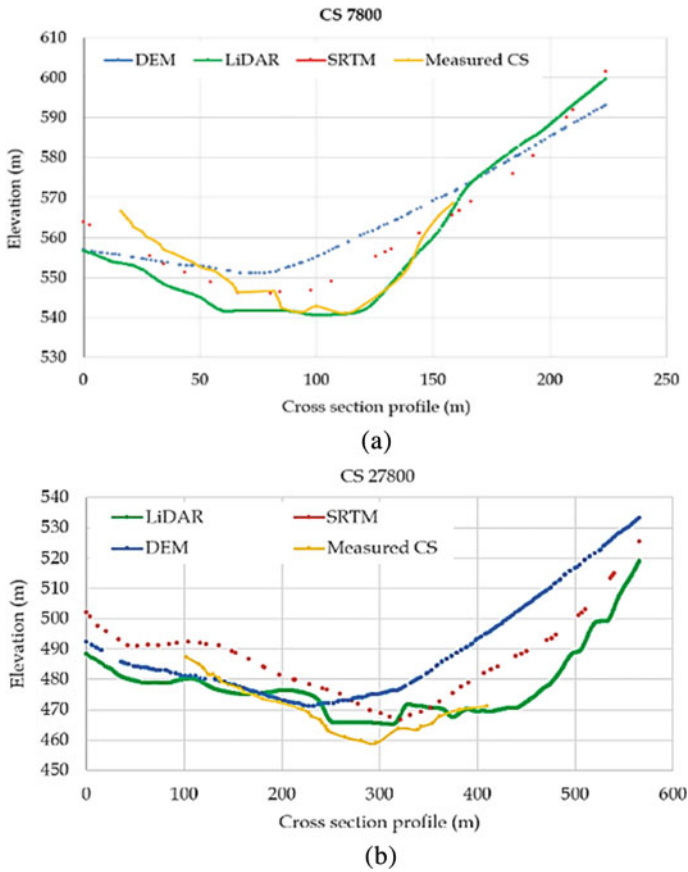 CS 7800
610
DEM LiDAR SRTM Measured CS
600
590
580
570
560
550
540
530
Elevation (m)
0 50 100 150 200 250
Cross section profile (m)
(a)
CS 27800
540
LiDAR SRTM
530
DEM Measured CS
520
510
500
490
480
470
460
450
Elevation (m)
0 100 200 300 400 500 600
Cross section profile (m)
(b)